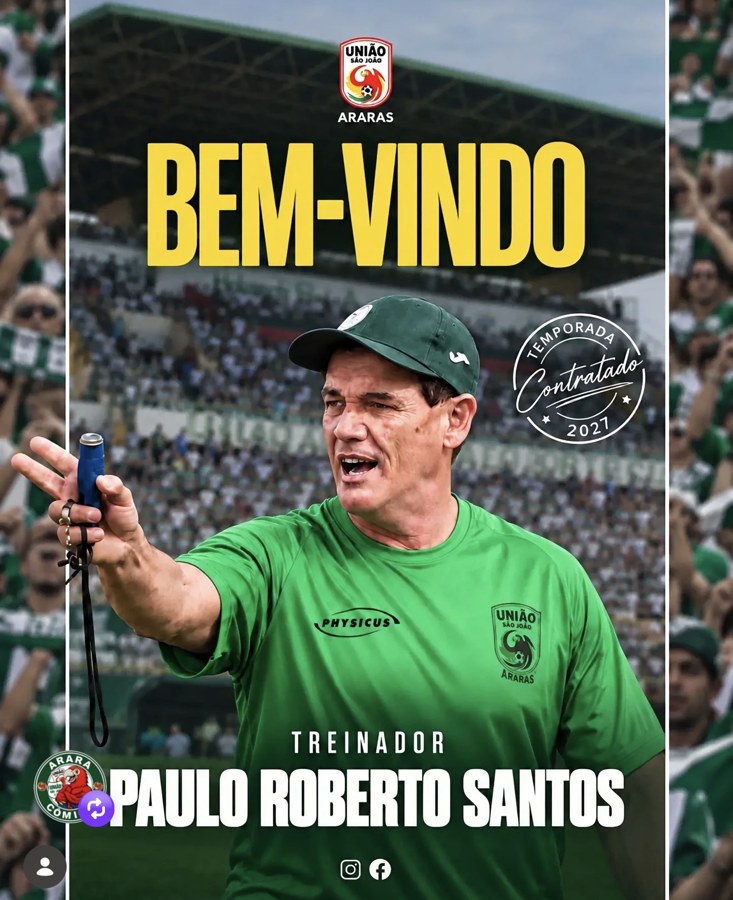 UNIÃO
SÃO JOÃO
ARARAS
BEM-VINDO
TEMPORADA
Contratado
2027
PHYSICUS
UNIÃO
SÃO JOÃO
ARARAS
TREINADOR
PAULO ROBERTO SANTOS
ARARA